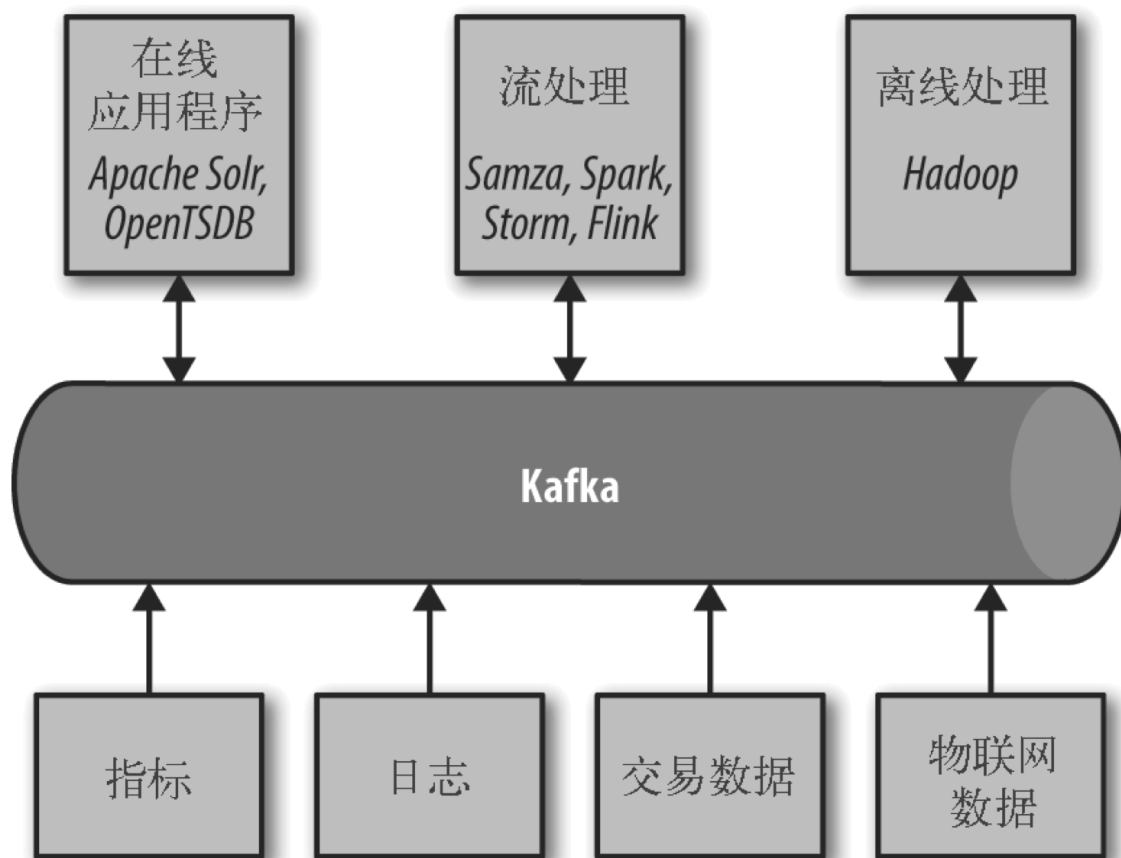 在线
应用程序
Apache Solr,
OpenTSDB
流处理
Samza, Spark,
Storm, Flink
离线处理
Hadoop
Kafka
指标
日志
交易数据
物联网
数据